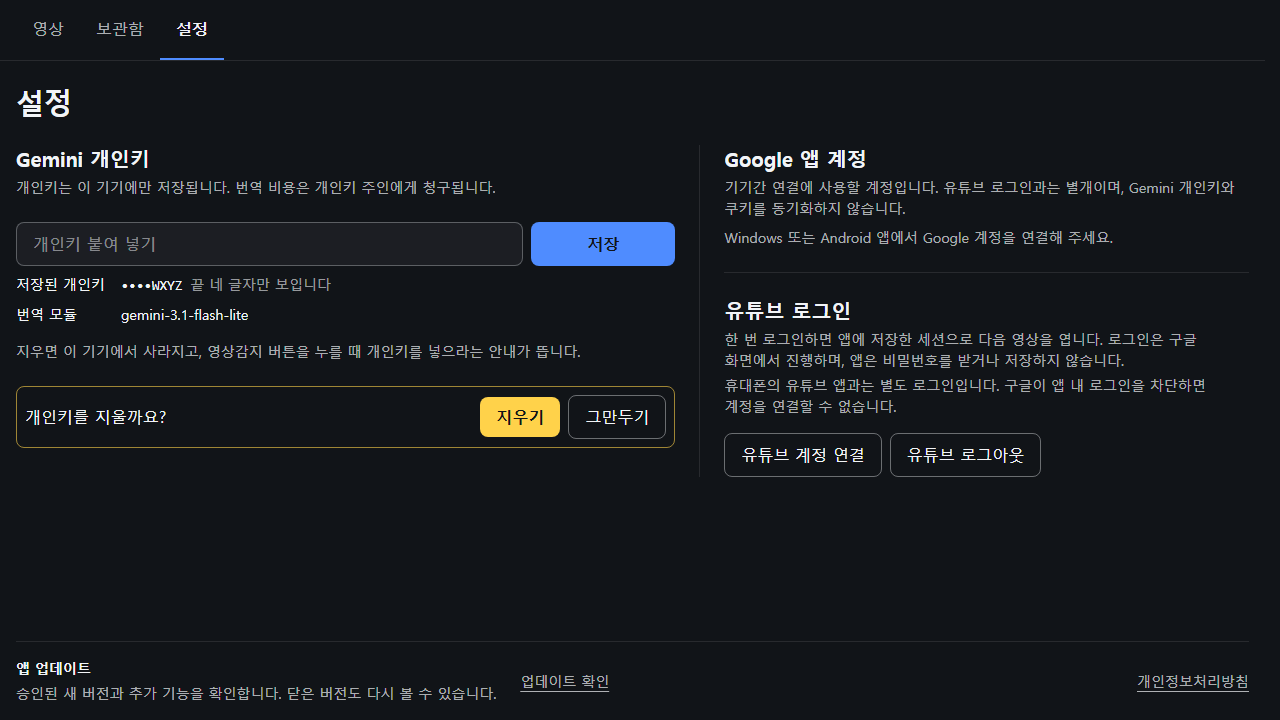 영상 보관함 설정
설정
Gemini 개인키
개인키는 이 기기에만 저장됩니다. 번역 비용은 개인키 주인에게 청구됩니다.
개인키 붙여 넣기 저장
저장된 개인키 ••••WXYZ 끝 네 글자만 보입니다
번역 모듈 gemini-3.1-flash-lite
지우면 이 기기에서 사라지고, 영상감지 버튼을 누를 때 개인키를 넣으라는 안내가 뜹니다.
개인키를 지울까요? 지우기 그만두기
Google 앱 계정
기기간 연결에 사용할 계정입니다. 유튜브 로그인과는 별개이며, Gemini 개인키와
쿠키를 동기화하지 않습니다.
Windows 또는 Android 앱에서 Google 계정을 연결해 주세요.
유튜브 로그인
한 번 로그인하면 앱에 저장한 세션으로 다음 영상을 엽니다. 로그인은 구글
화면에서 진행하며, 앱은 비밀번호를 받거나 저장하지 않습니다.
휴대폰의 유튜브 앱과는 별도 로그인입니다. 구글이 앱 내 로그인을 차단하면
계정을 연결할 수 없습니다.
유튜브 계정 연결 유튜브 로그아웃
앱 업데이트
승인된 새 버전과 추가 기능을 확인합니다. 닫은 버전도 다시 볼 수 있습니다.
업데이트 확인
개인정보처리방침